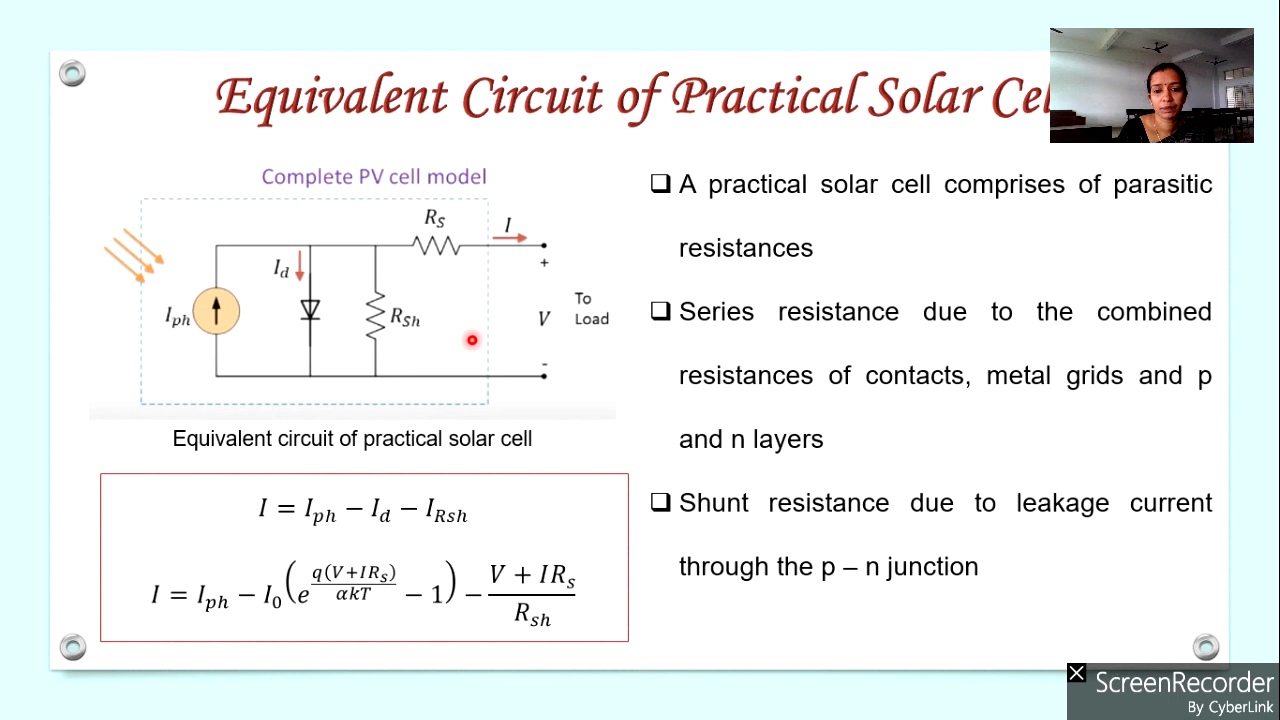 Equivalent Circuit of Practical Solar Cel
Complete PV cell model
R_S
I
I_d
+
I_ph
R_Sh
V
To
Load
-
Equivalent circuit of practical solar cell
I = I_ph − I_d − I_Rsh
I = I_ph − I_0 (e^{q(V+IR_s)/αkT} − 1) − (V + IR_s)/R_sh
❑ A practical solar cell comprises of parasitic
resistances
❑ Series resistance due to the combined
resistances of contacts, metal grids and p
and n layers
❑ Shunt resistance due to leakage current
through the p – n junction
ScreenRecorder
By CyberLink